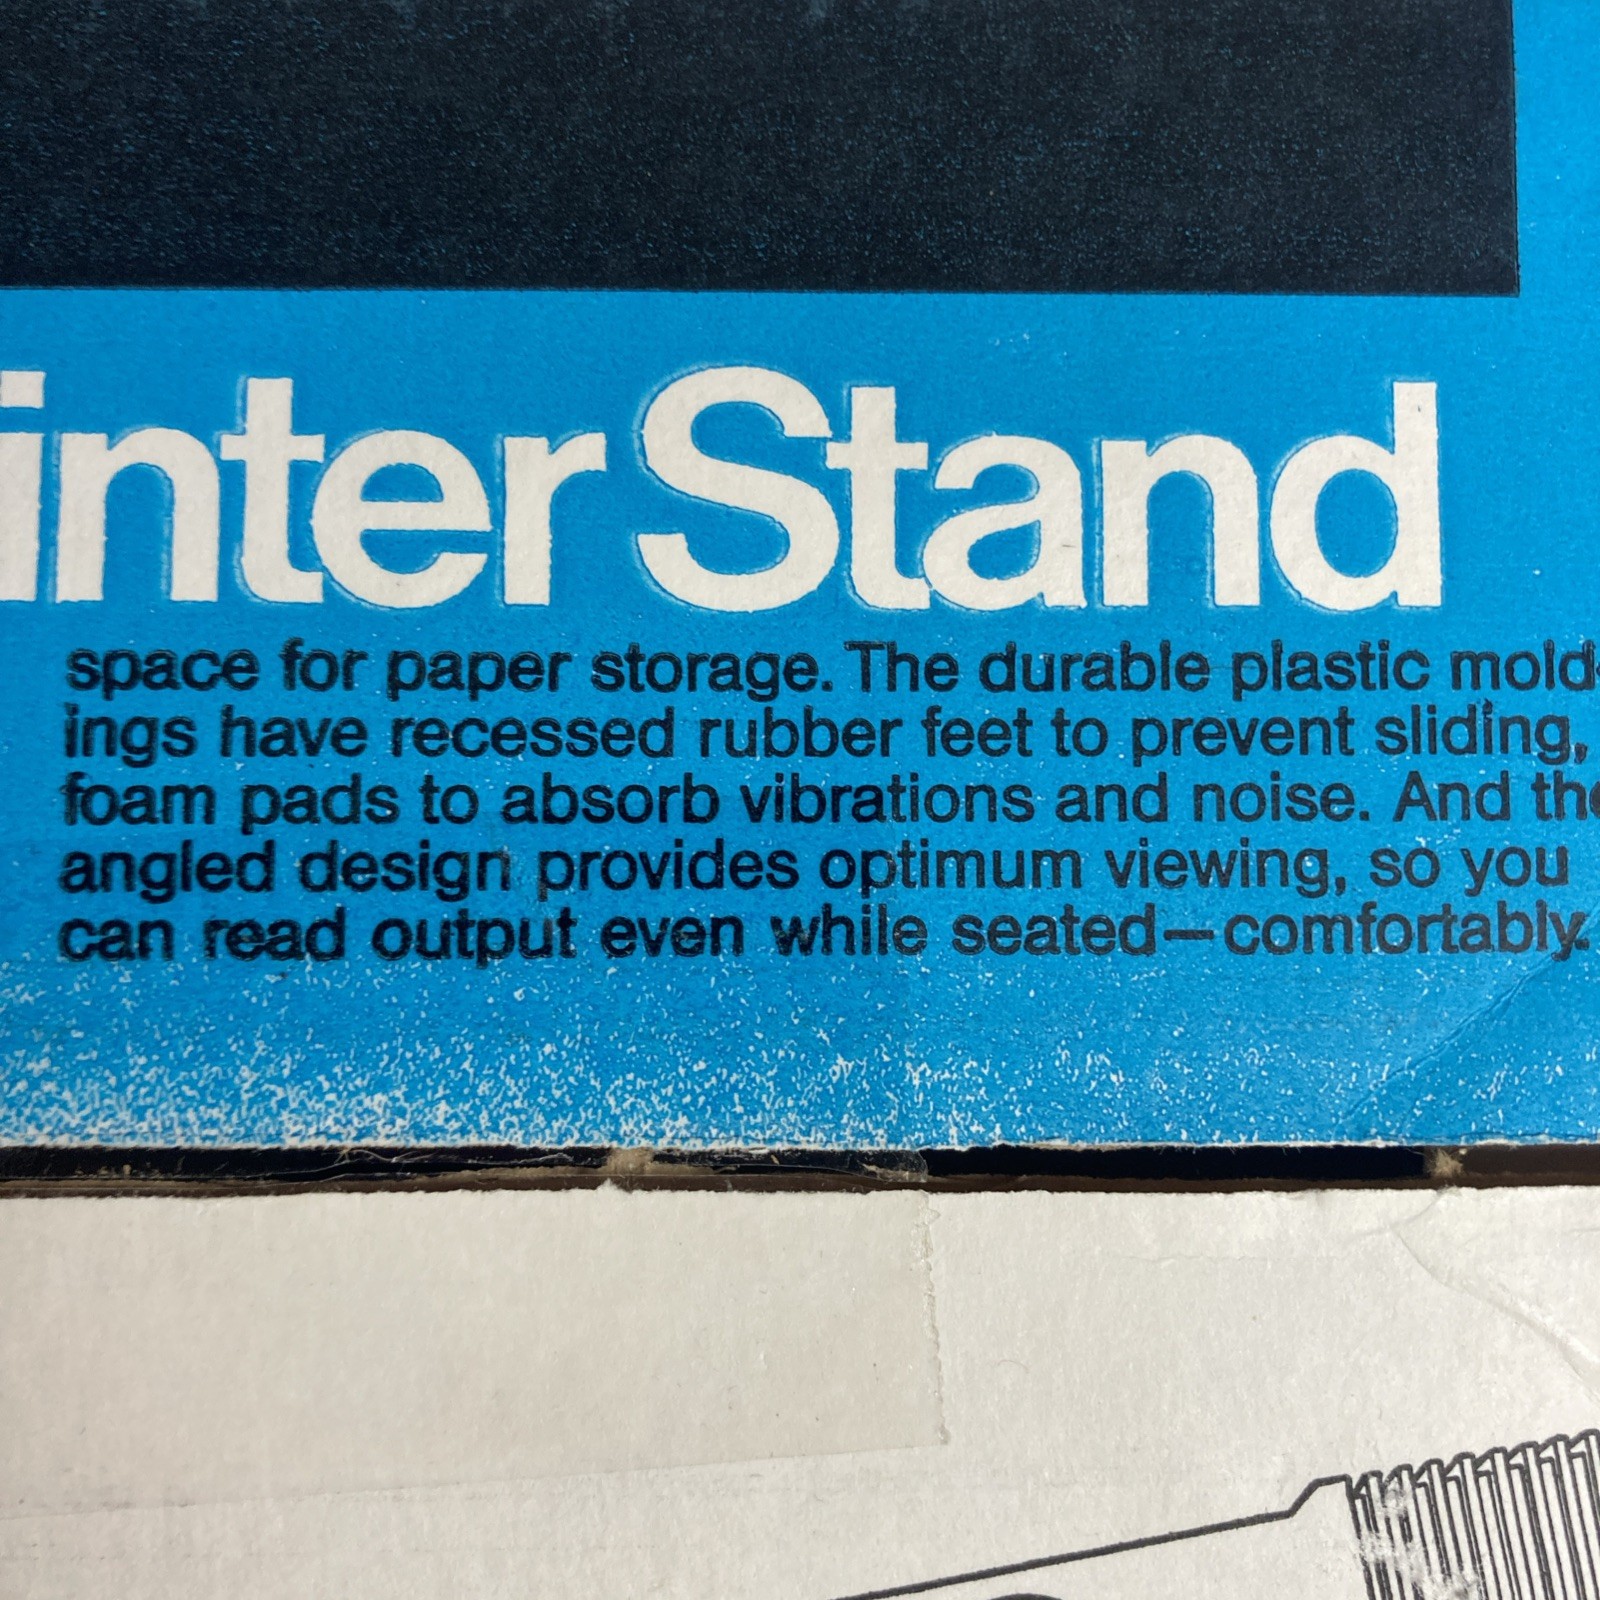 inter Stand
space for paper storage. The durable plastic mold-
ings have recessed rubber feet to prevent sliding,
foam pads to absorb vibrations and noise. And the
angled design provides optimum viewing, so you
can read output even while seated—comfortably.